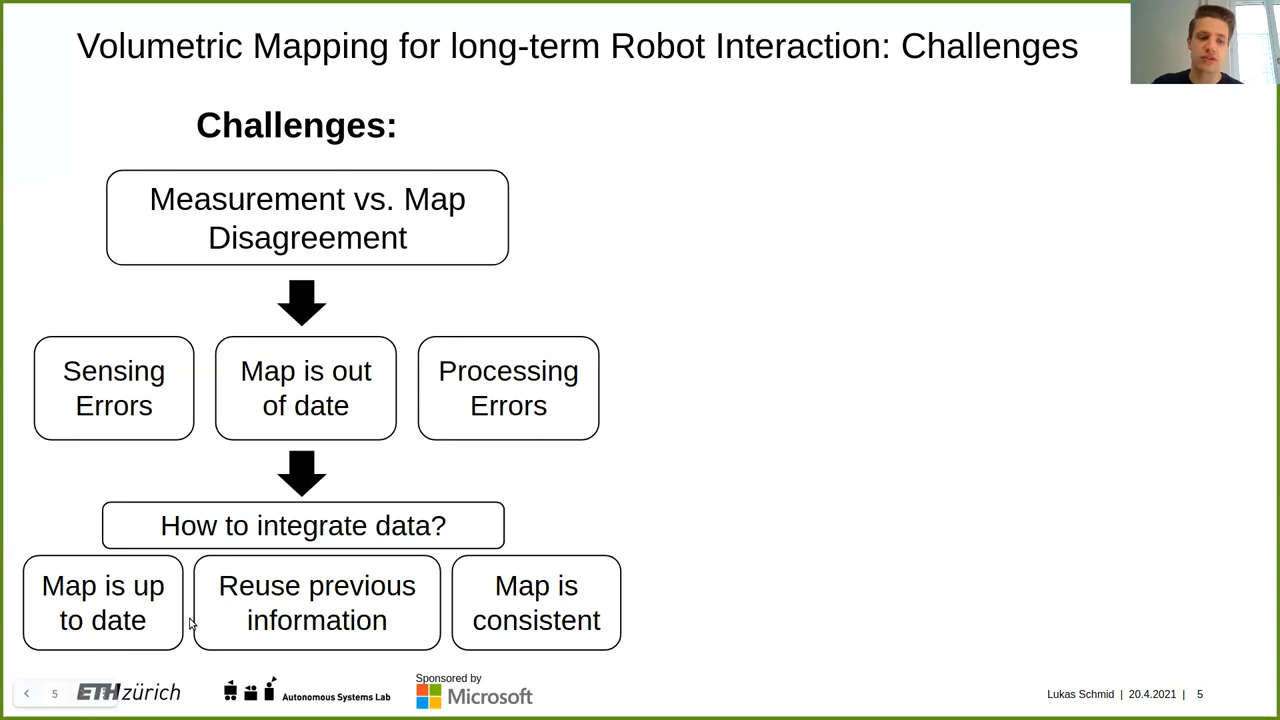 Volumetric Mapping for long-term Robot Interaction: Challenges
Challenges:
Measurement vs. Map
Disagreement
Sensing
Errors
Map is out
of date
Processing
Errors
How to integrate data?
Map is up
to date
Reuse previous
information
Map is
consistent
5
ETH zürich
Autonomous Systems Lab
Sponsored by
Microsoft
Lukas Schmid | 20.4.2021 | 5